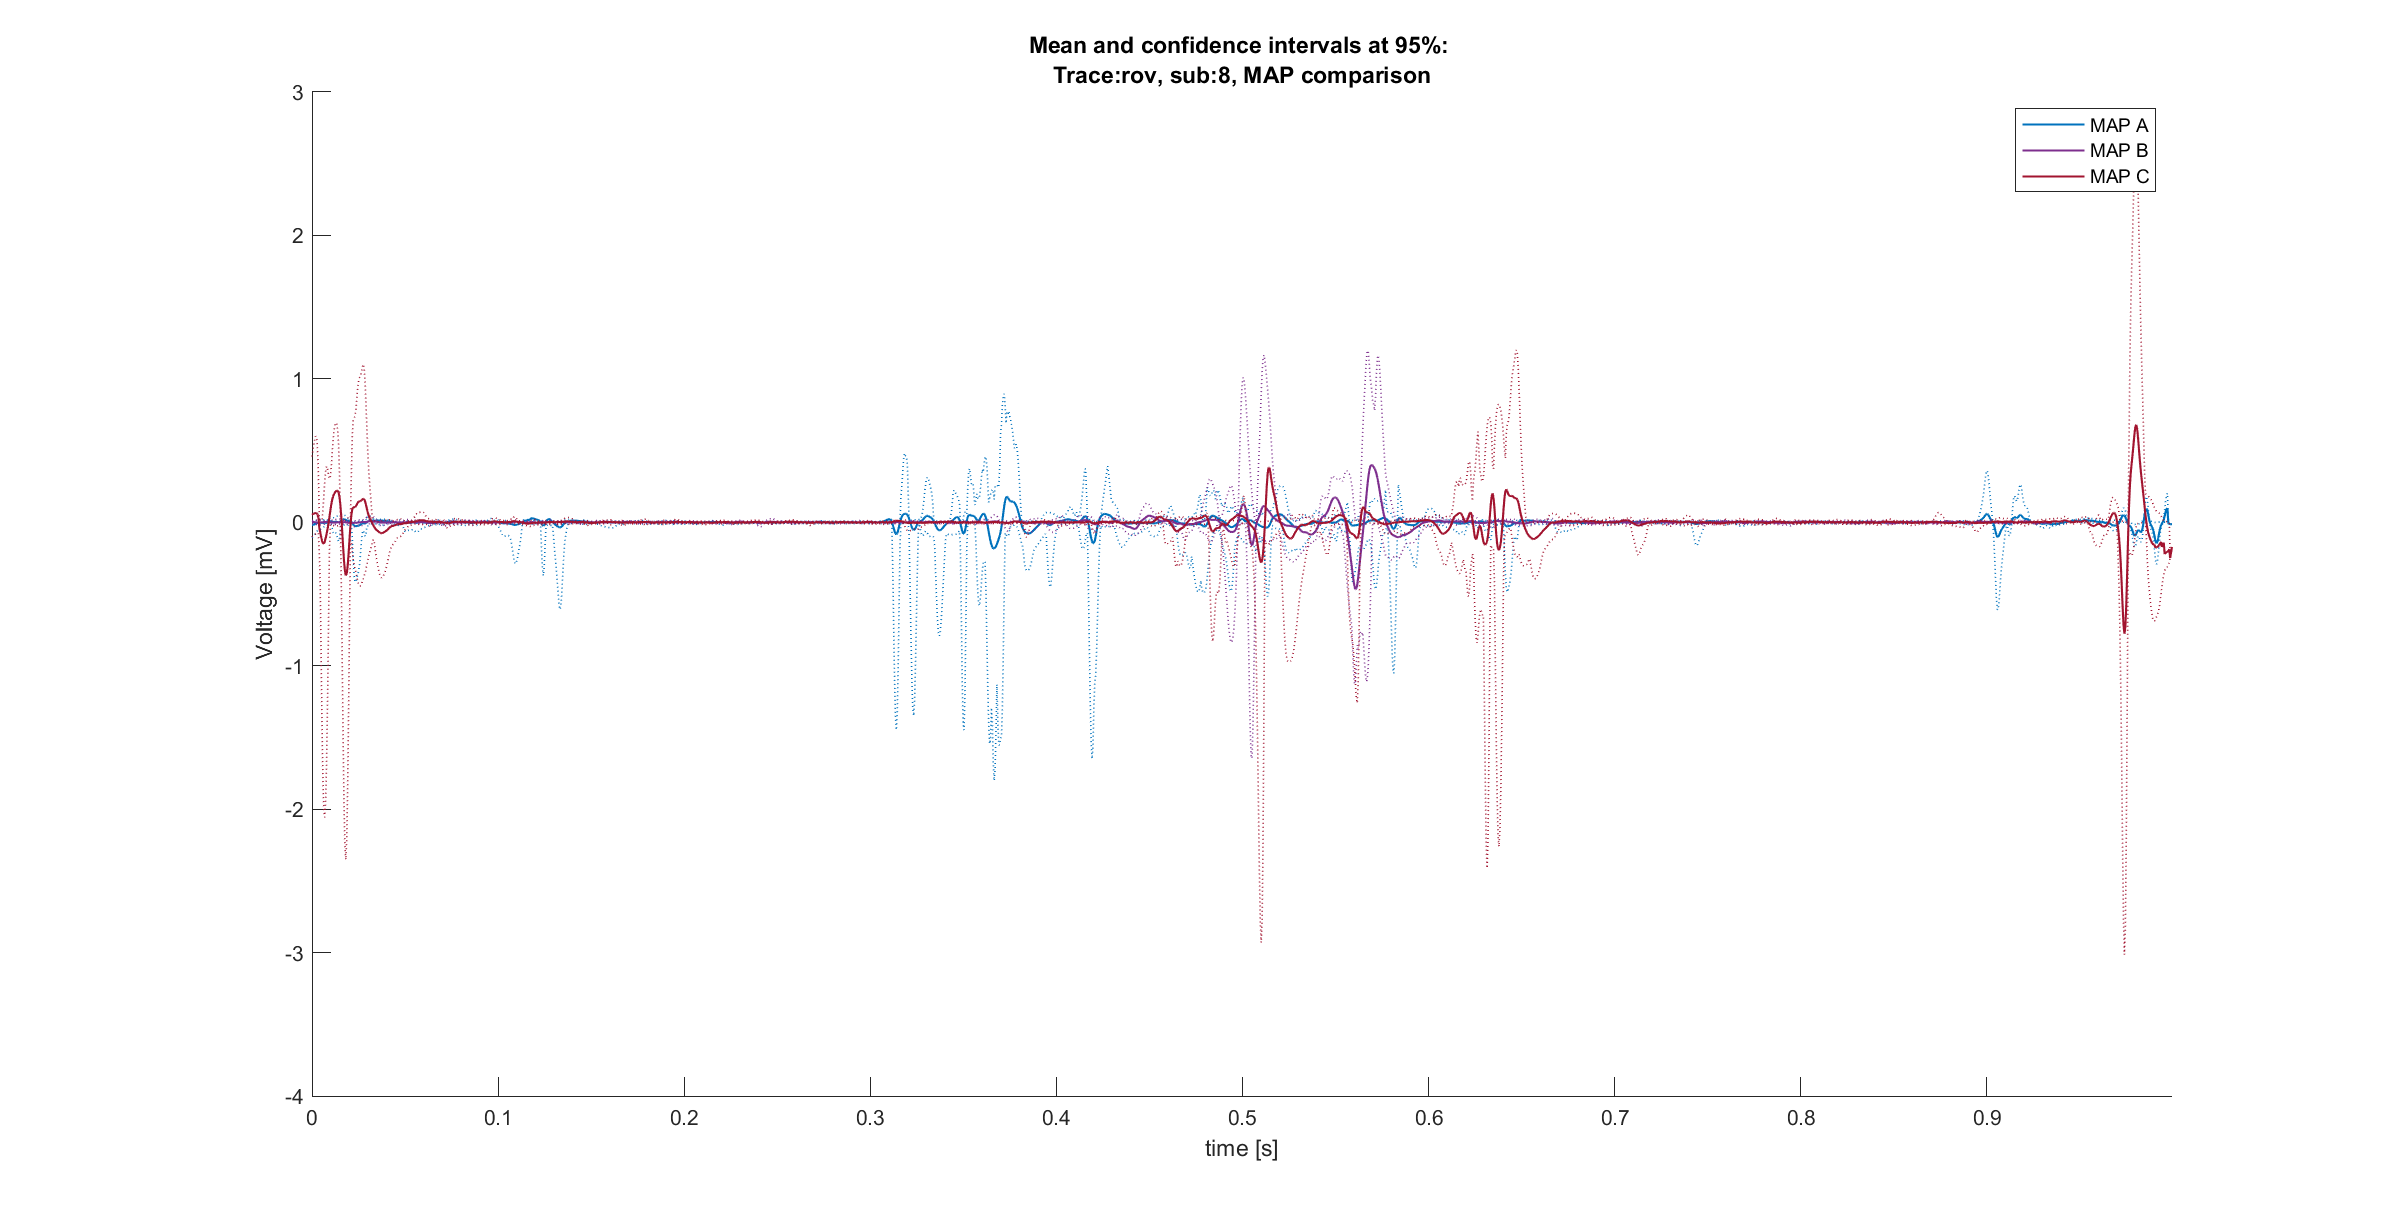 Mean and confidence intervals at 95%:
Trace:rov, sub:8, MAP comparison
MAP A
MAP B
MAP C
3
2
1
0
-1
-2
-3
-4
Voltage [mV]
0
0.1
0.2
0.3
0.4
0.5
0.6
0.7
0.8
0.9
time [s]